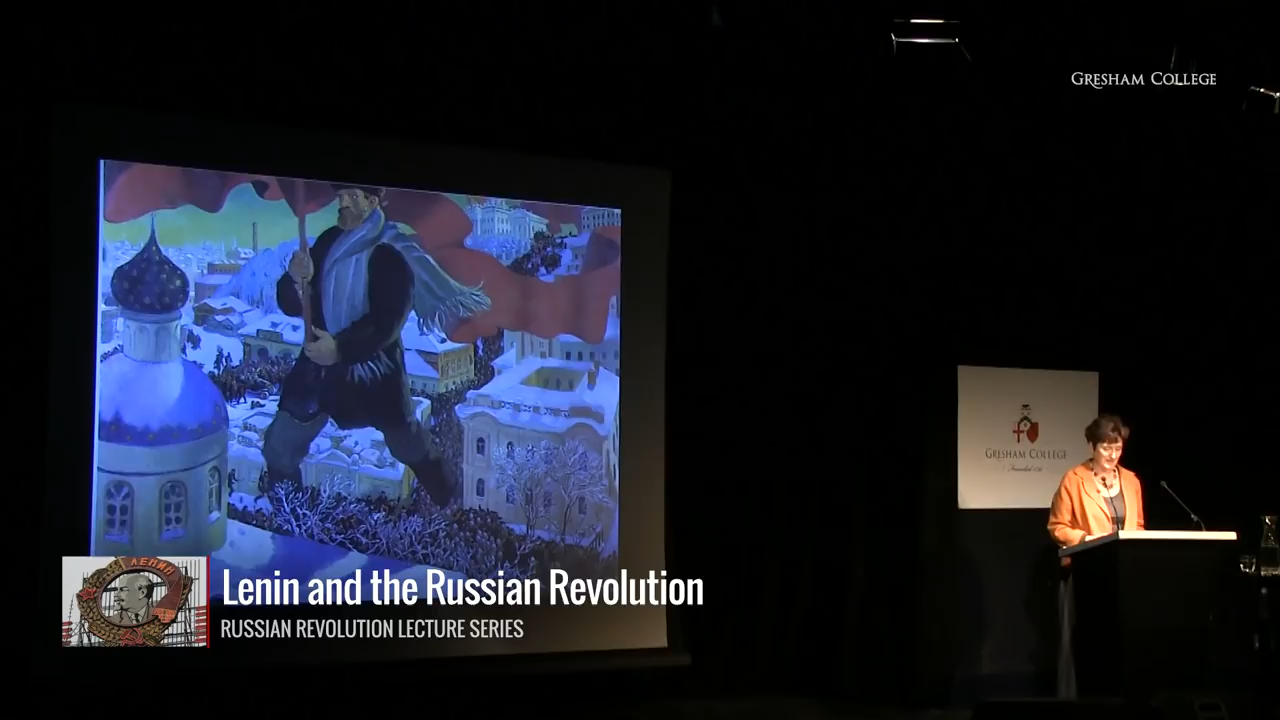 GRESHAM COLLEGE
GRESHAM COLLEGE
ЛЕНИН
Lenin and the Russian Revolution
RUSSIAN REVOLUTION LECTURE SERIES